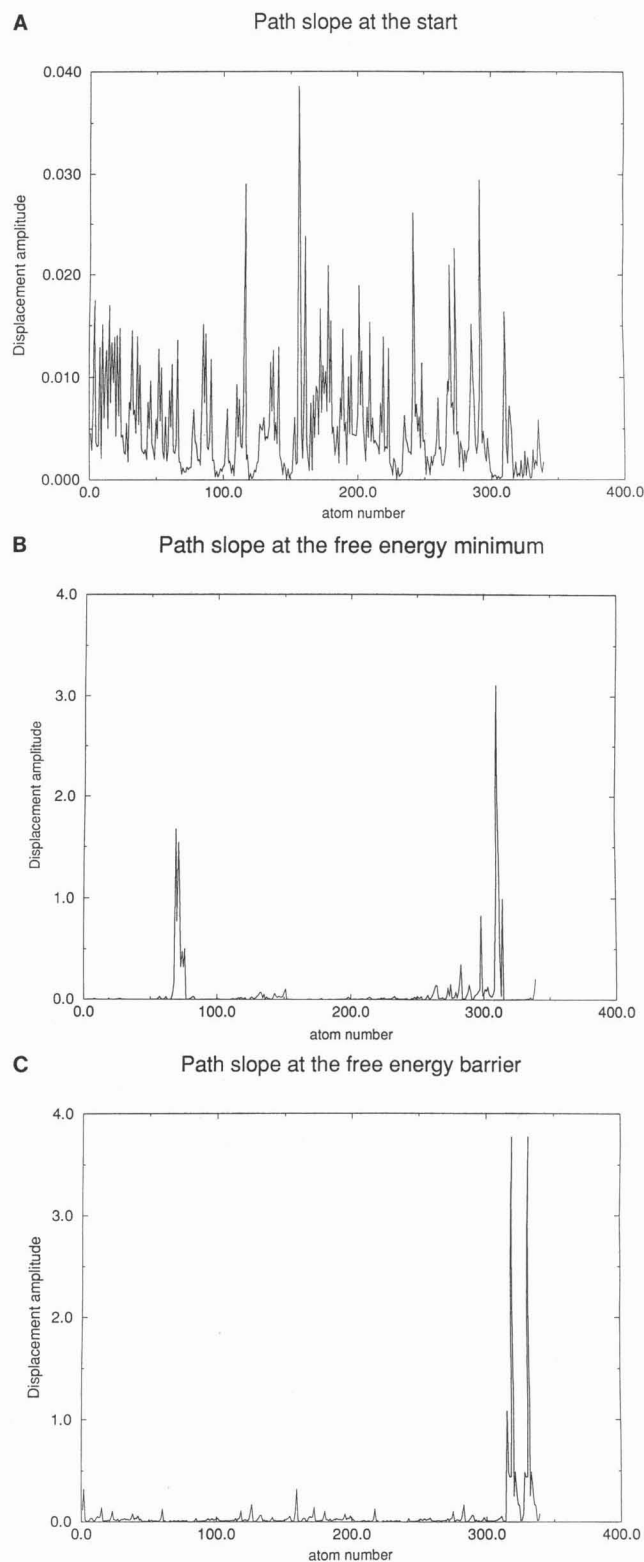 A
Path slope at the start
0.040
0.030
0.020
0.010
0.000
Displacement amplitude
0.0
100.0
200.0
300.0
400.0
atom number
B
Path slope at the free energy minimum
4.0
3.0
2.0
1.0
0.0
Displacement amplitude
0.0
100.0
200.0
300.0
400.0
atom number
C
Path slope at the free energy barrier
4.0
3.0
2.0
1.0
0.0
Displacement amplitude
0.0
100.0
200.0
300.0
400.0
atom number